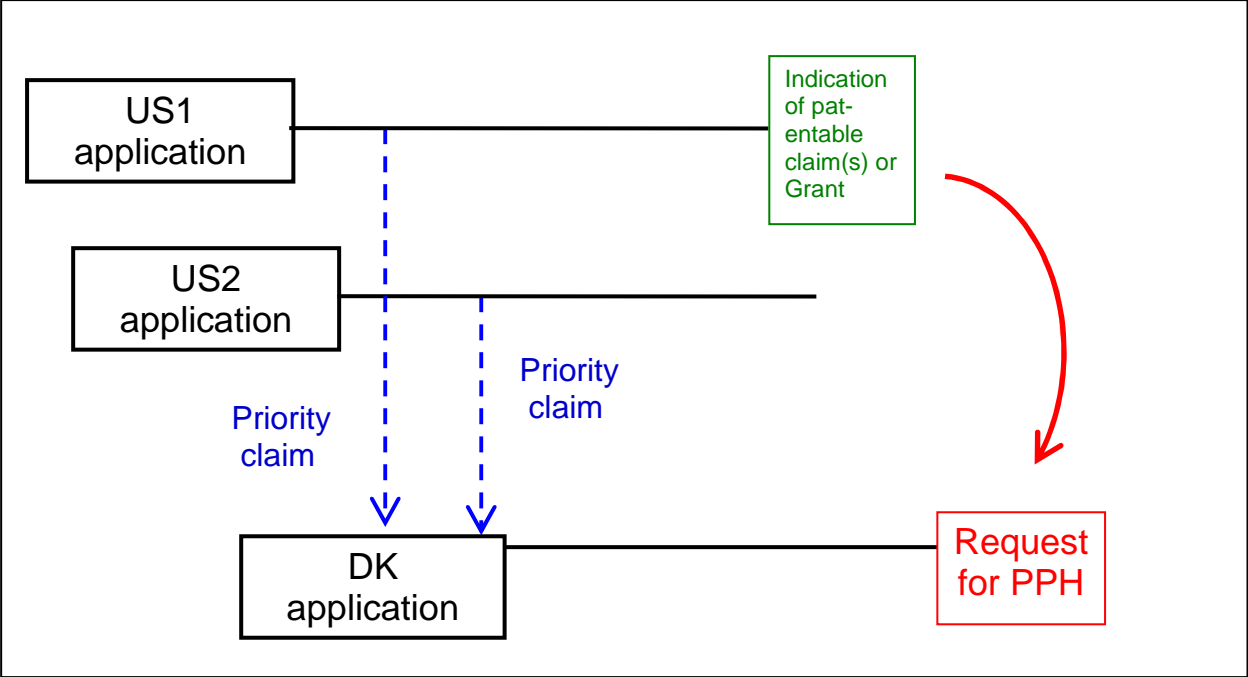 US1
application
Indication
of pat-
entable
claim(s) or
Grant
US2
application
Priority
claim
Priority
claim
DK
application
Request
for PPH